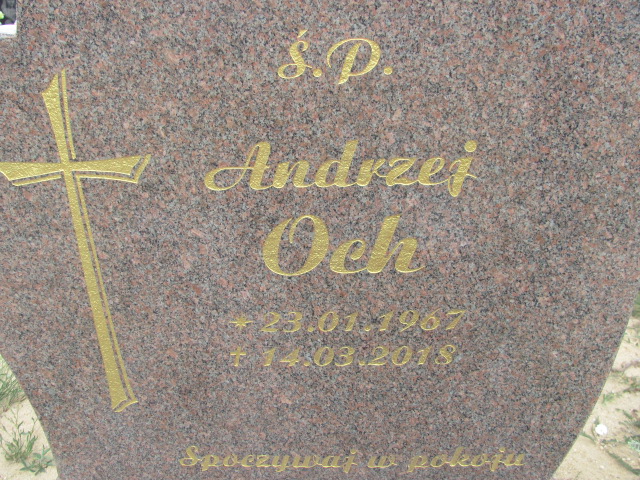 Ś.P.
Andrzej
Och
* 23.01.1967
† 14.03.2018
Spoczywaj w pokoju